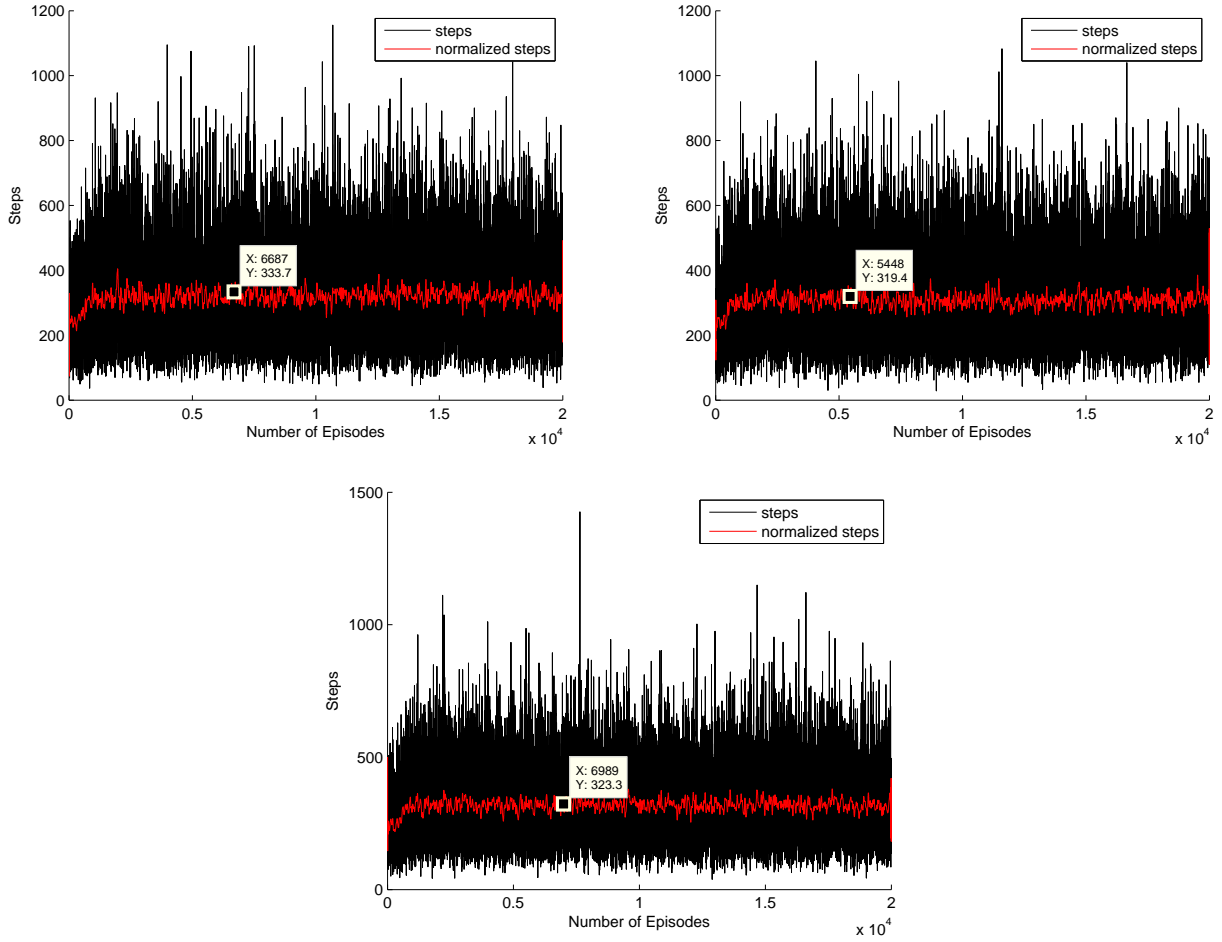 1200
1000
800
600
400
200
0
Steps
steps
normalized steps
X: 6687
Y: 333.7
0 0.5 1 1.5 2
Number of Episodes
x 10^4
1200
1000
800
600
400
200
0
Steps
steps
normalized steps
X: 5448
Y: 319.4
0 0.5 1 1.5 2
Number of Episodes
x 10^4
1500
1000
500
0
Steps
steps
normalized steps
X: 6989
Y: 323.3
0 0.5 1 1.5 2
Number of Episodes
x 10^4